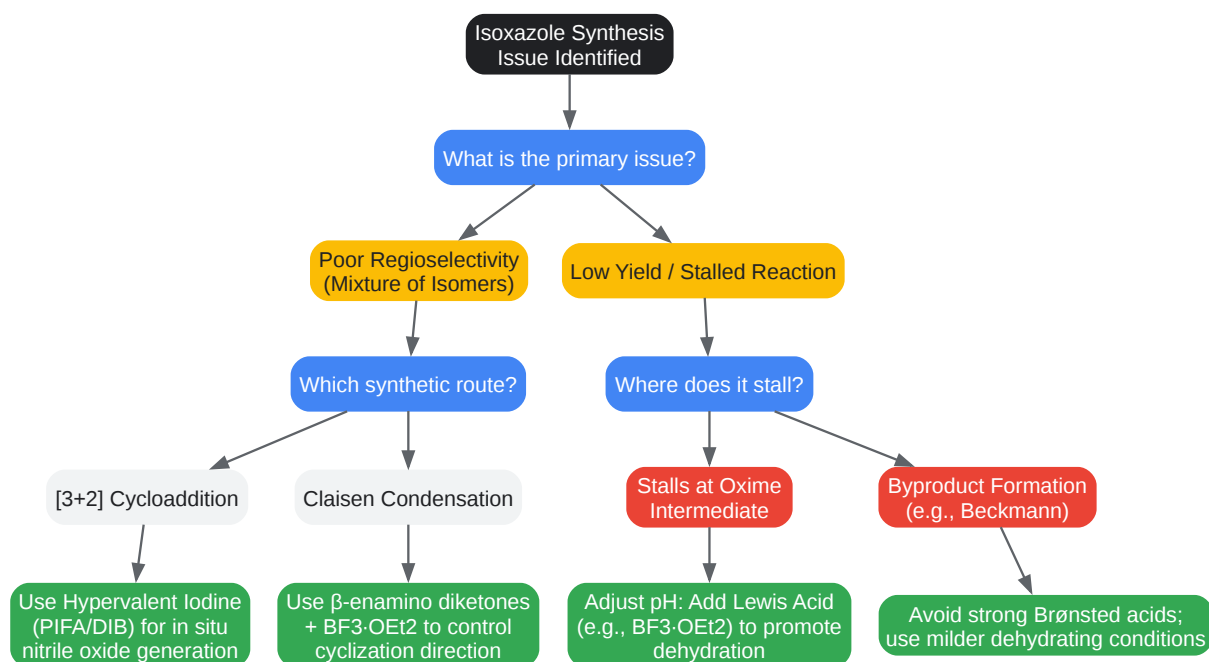 Isoxazole Synthesis
Issue Identified
What is the primary issue?
Poor Regioselectivity
(Mixture of Isomers)
Low Yield / Stalled Reaction
Which synthetic route?
Where does it stall?
[3+2] Cycloaddition
Claisen Condensation
Stalls at Oxime
Intermediate
Byproduct Formation
(e.g., Beckmann)
Use Hypervalent Iodine
(PIFA/DIB) for in situ
nitrile oxide generation
Use β-enamino diketones
+ BF3·OEt2 to control
cyclization direction
Adjust pH: Add Lewis Acid
(e.g., BF3·OEt2) to promote
dehydration
Avoid strong Brønsted acids;
use milder dehydrating conditions